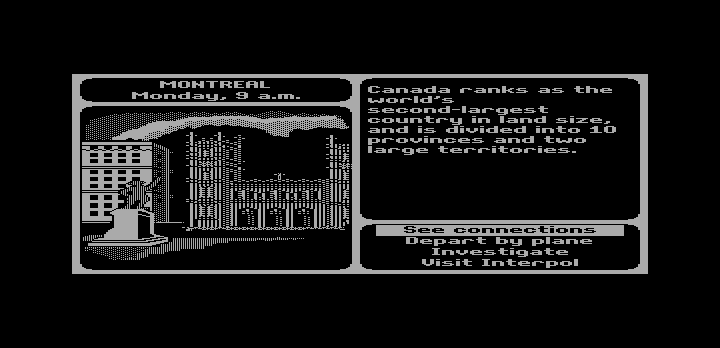 MONTREAL
Monday, 9 a.m.
Canada ranks as the
world's
second-largest
country in land size,
and is divided into 10
provinces and two
large territories.
See connections
Depart by plane
Investigate
Visit Interpol